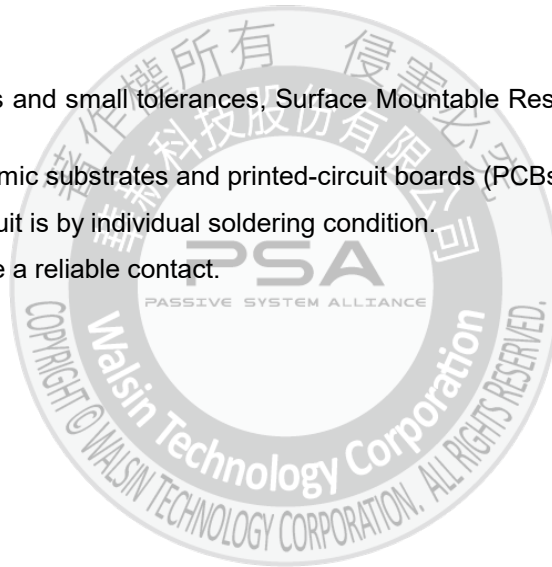 著作權所有 侵害必究
華新科技股份有限公司
s and small tolerances, Surface Mountable Res
mic substrates and printed-circuit boards (PCBs
uit is by individual soldering condition.
e a reliable contact.
PSA
PASSIVE SYSTEM ALLIANCE
Walsin Technology Corporation
COPYRIGHT © WALSIN TECHNOLOGY CORPORATION. ALL RIGHTS RESERVED.